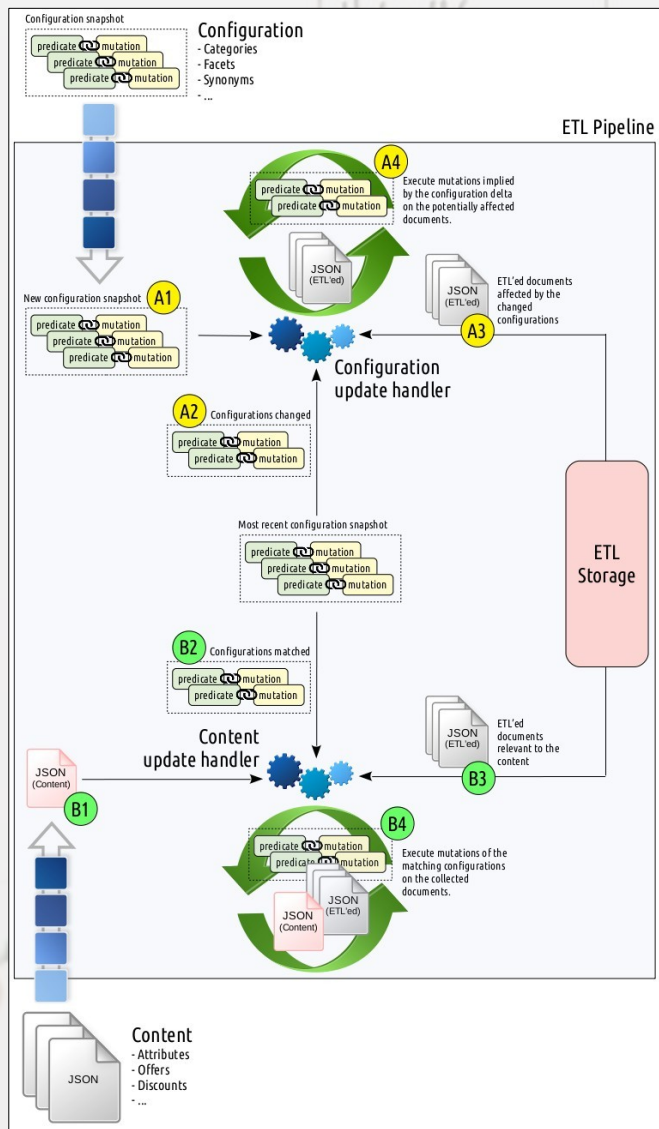 Configuration snapshot
predicate mutation
predicate mutation
predicate mutation
Configuration
- Categories
- Facets
- Synonyms
- ...
ETL Pipeline
A4
predicate mutation
predicate mutation
Execute mutations implied
by the configuration delta
on the potentially affected
documents.
JSON
(ETL'ed)
New configuration snapshot
A1
predicate mutation
predicate mutation
predicate mutation
JSON
(ETL'ed)
ETL'ed documents
affected by the
changed
configurations
A3
Configuration
update handler
A2
Configurations changed
predicate mutation
predicate mutation
Most recent configuration snapshot
predicate mutation
predicate mutation
predicate mutation
ETL
Storage
B2
Configurations matched
predicate mutation
predicate mutation
Content
update handler
JSON
(ETL'ed)
ETL'ed
documents
relevant to the
content
B3
JSON
(Content)
B1
B4
predicate mutation
predicate mutation
Execute mutations of the
matching configurations
on the collected
documents.
JSON
(ETL'ed)
JSON
(Content)
JSON
Content
- Attributes
- Offers
- Discounts
- ...